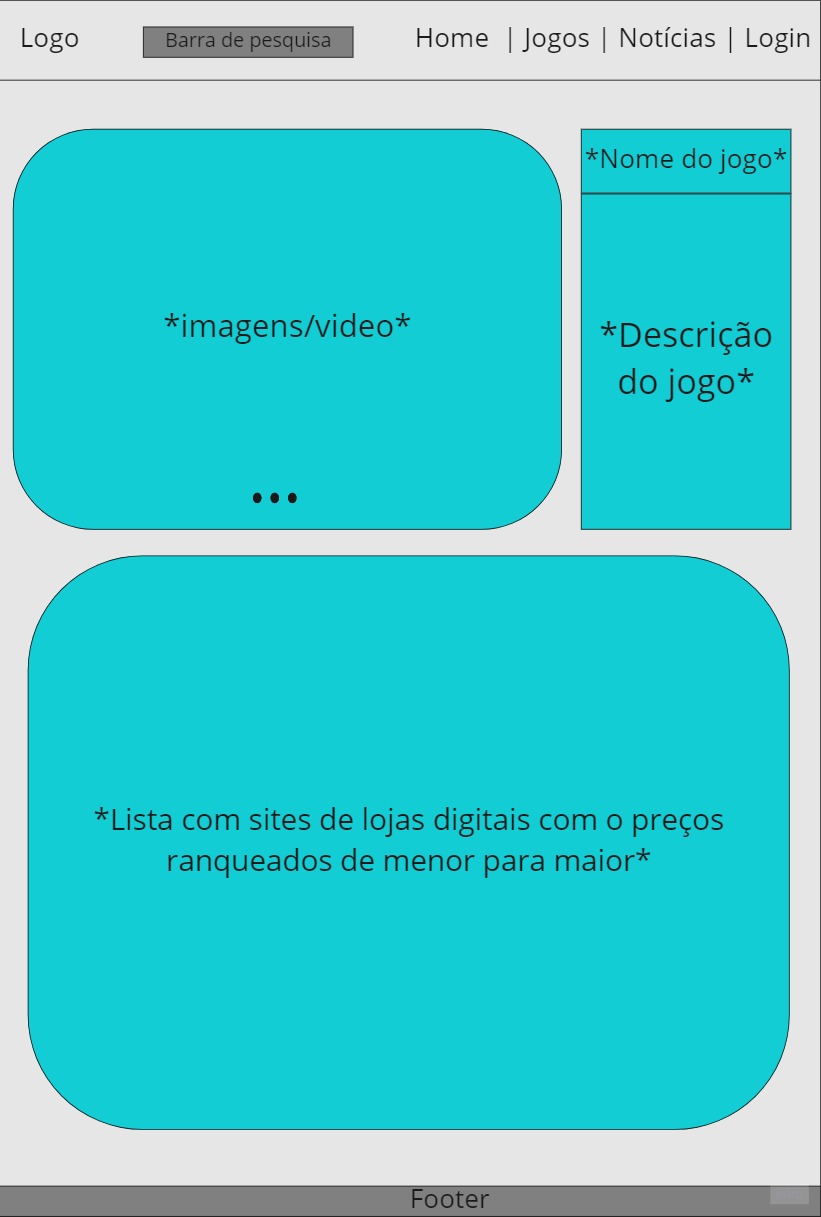 Logo
Barra de pesquisa
Home | Jogos | Notícias | Login
*imagens/video*
...
*Nome do jogo*
*Descrição
do jogo*
*Lista com sites de lojas digitais com o preços
ranqueados de menor para maior*
Footer